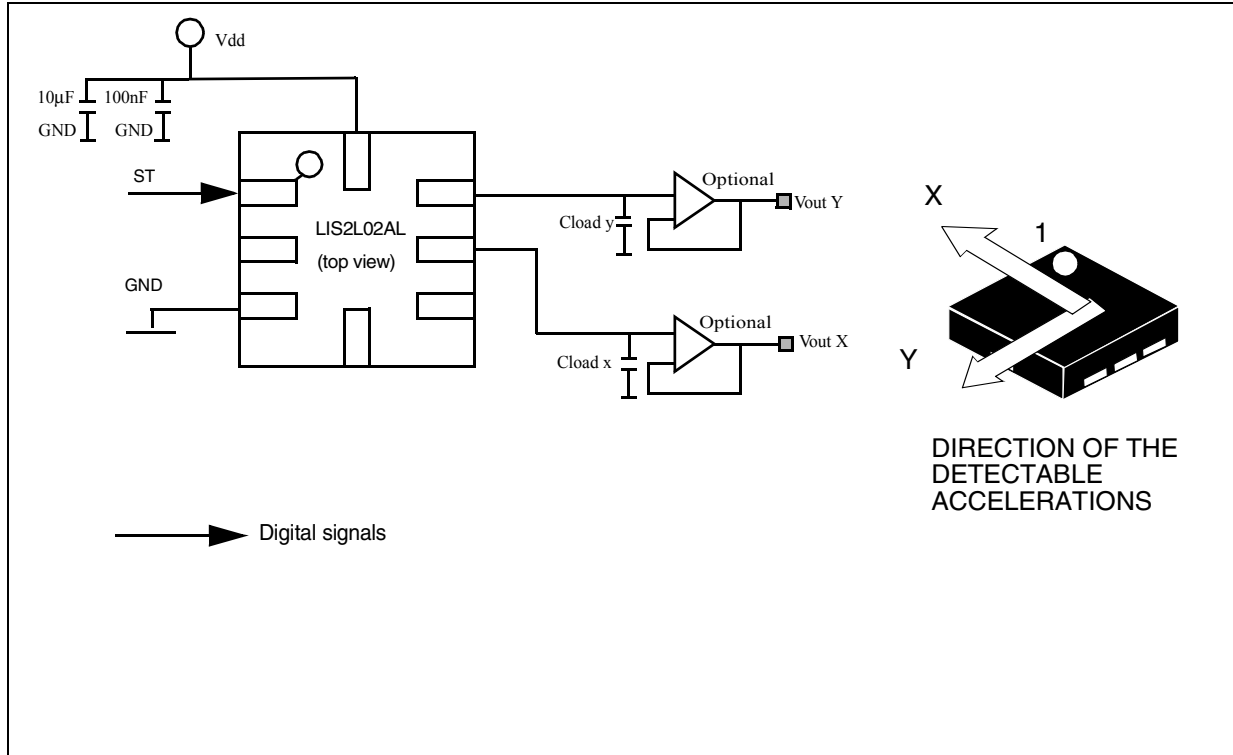 Vdd
10µF 100nF
GND GND
ST
GND
LIS2L02AL
(top view)
Optional
Cload y
Vout Y
Optional
Cload x
Vout X
X
1
Y
DIRECTION OF THE
DETECTABLE
ACCELERATIONS
Digital signals